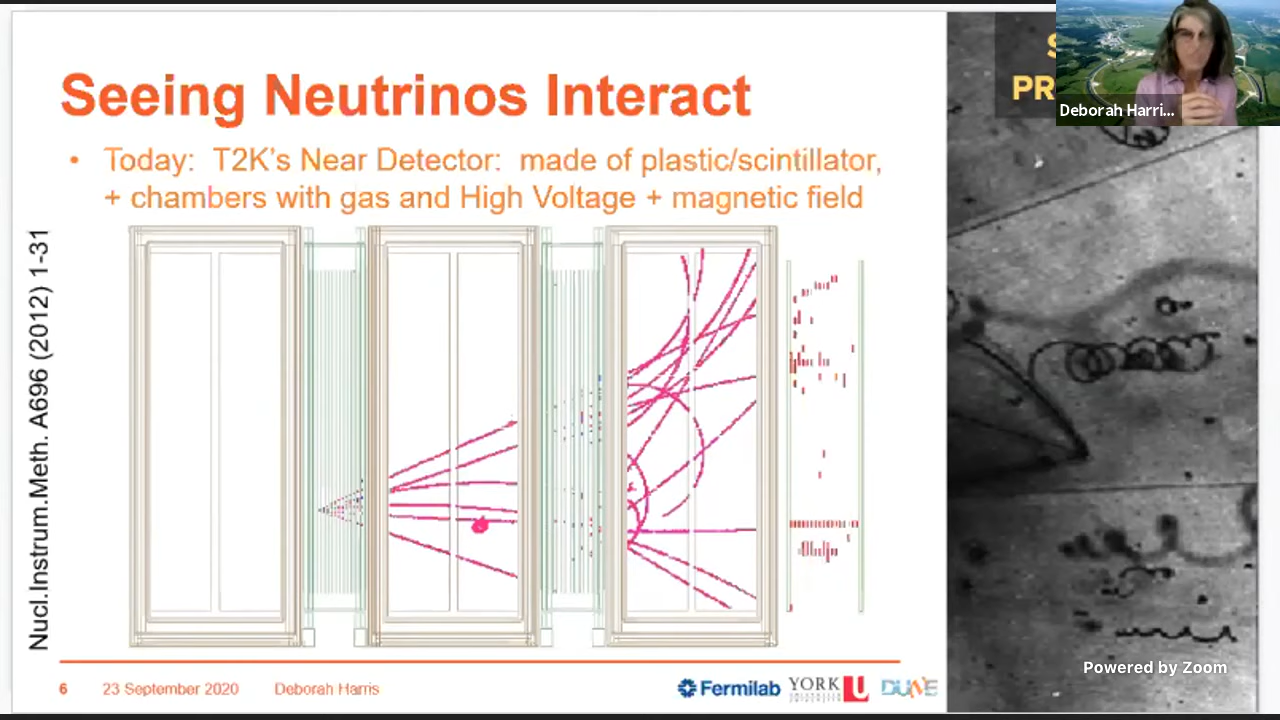 Seeing Neutrinos Interact
• Today: T2K's Near Detector: made of plastic/scintillator,
+ chambers with gas and High Voltage + magnetic field
Nucl.Instrum.Meth. A696 (2012) 1-31
6 23 September 2020 Deborah Harris
Fermilab YORK U DUNE
S
PR
Deborah Harri...
Powered by Zoom